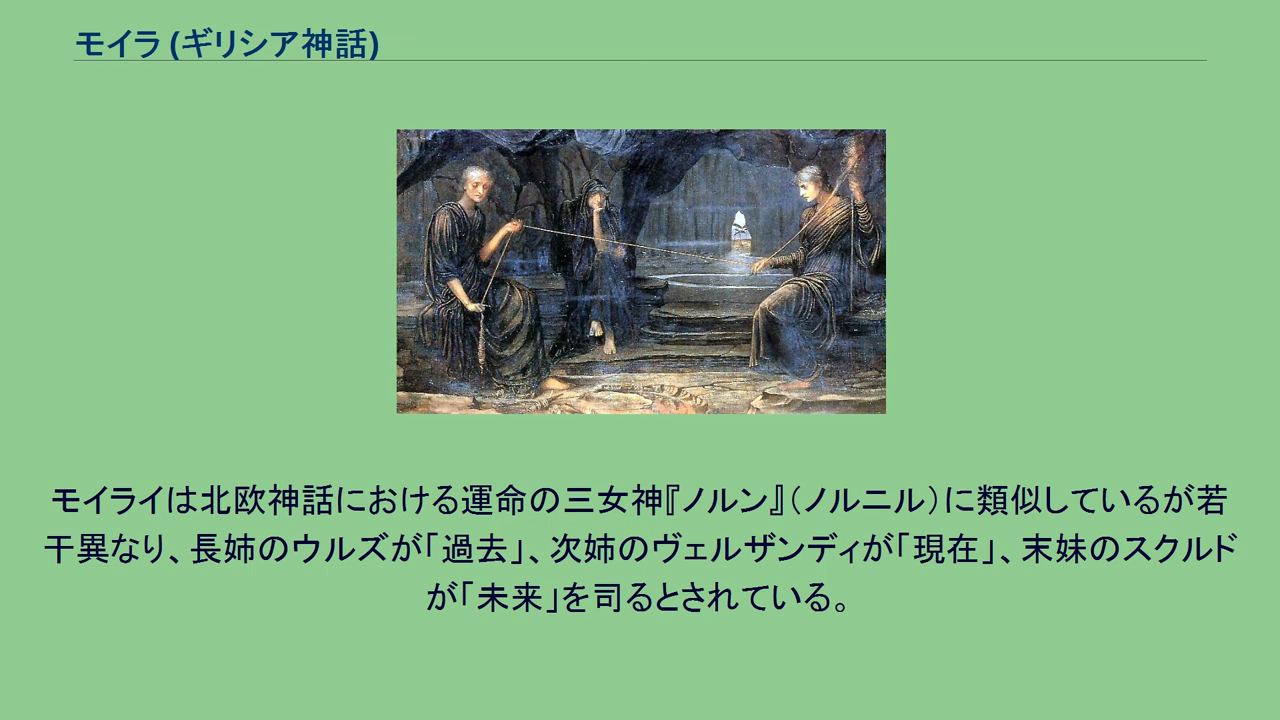 モイラ (ギリシア神話)
モイライは北欧神話における運命の三女神『ノルン』（ノルニル）に類似しているが若
干異なり、長姉のウルズが「過去」、次姉のヴェルザンディが「現在」、末妹のスクルド
が「未来」を司るとされている。